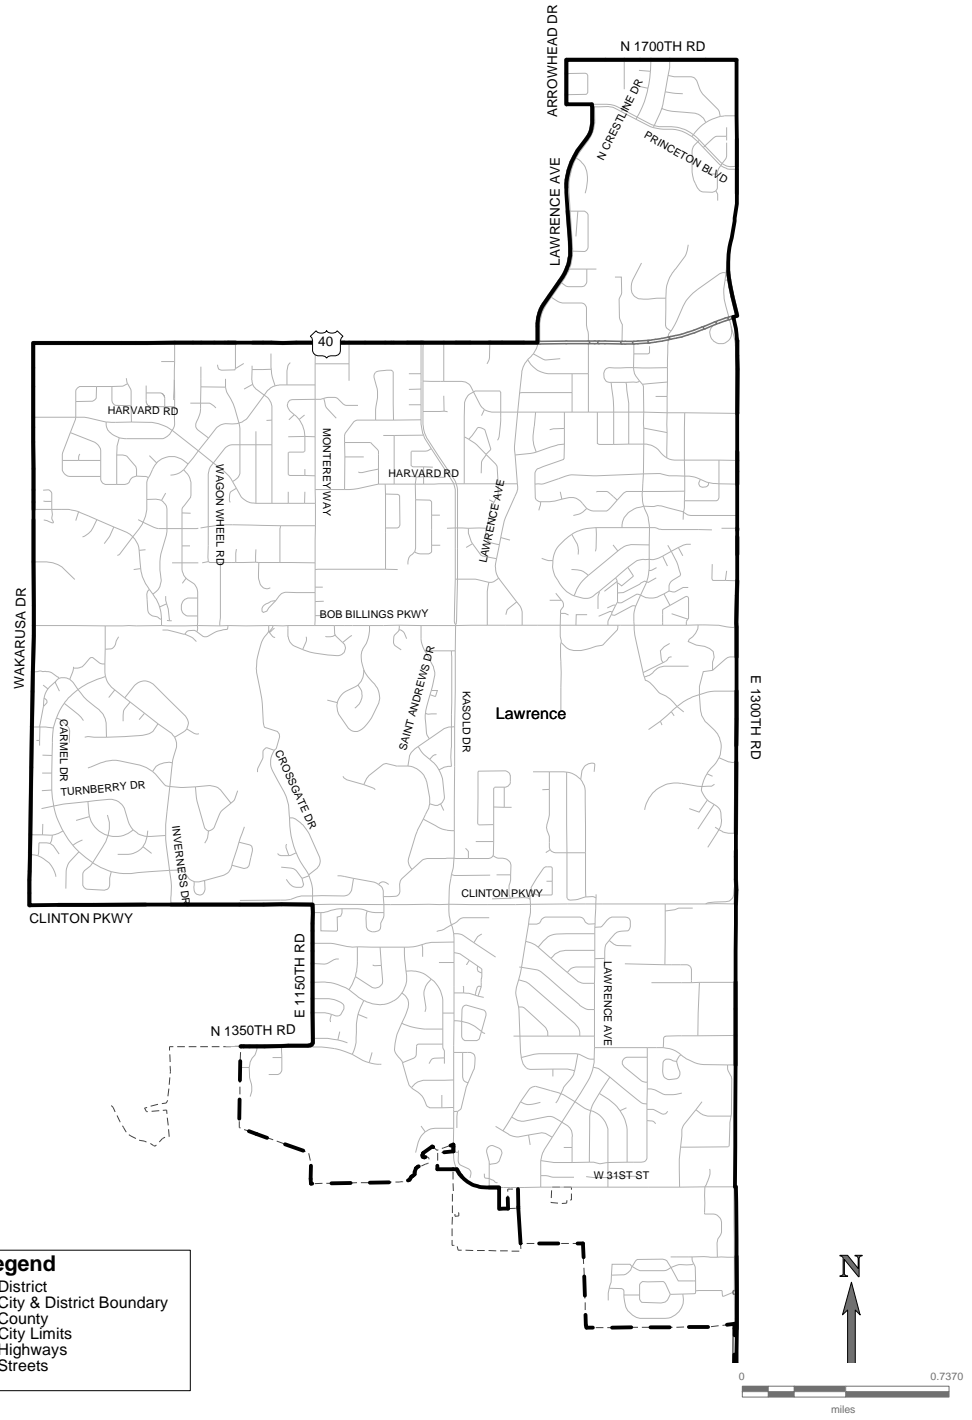 ARROWHEAD DR
N 1700TH RD
N CRESTLINE DR
PRINCETON BLVD
LAWRENCE AVE
40
HARVARD RD
MONTEREY WAY
HARVARD RD
WAGON WHEEL RD
LAWRENCE AVE
BOB BILLINGS PKWY
WAKARUSA DR
SAINT ANDREWS DR
KASOLD DR
Lawrence
E 1300TH RD
CARMEL DR
TURNBERRY DR
CROSSGATE DR
INVERNESS DR
CLINTON PKWY
CLINTON PKWY
E 1150TH RD
LAWRENCE AVE
N 1350TH RD
W 31ST ST
egend
District
City & District Boundary
County
City Limits
Highways
Streets
N
0 0.7370
miles